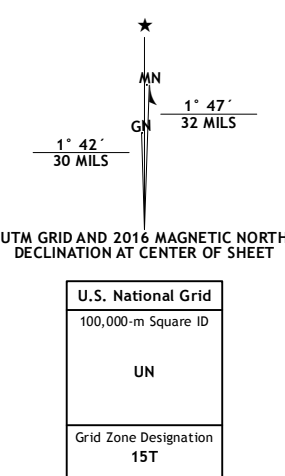 ★
MN
1° 47´
32 MILS
GN
1° 42´
30 MILS
UTM GRID AND 2016 MAGNETIC NORTH
DECLINATION AT CENTER OF SHEET
U.S. National Grid
100,000-m Square ID
UN
Grid Zone Designation
15T